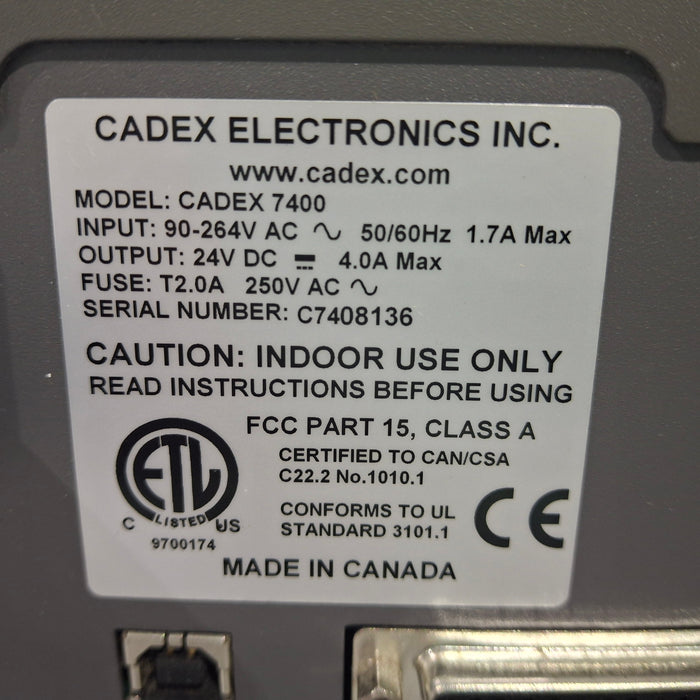 CADEX ELECTRONICS INC.
www.cadex.com
MODEL: CADEX 7400
INPUT: 90-264V AC ∿ 50/60Hz 1.7A Max
OUTPUT: 24V DC ⎓ 4.0A Max
FUSE: T2.0A 250V AC ∿
SERIAL NUMBER: C7408136
CAUTION: INDOOR USE ONLY
READ INSTRUCTIONS BEFORE USING
FCC PART 15, CLASS A
CERTIFIED TO CAN/CSA
C22.2 No.1010.1
ETL
C LISTED US
9700174
CONFORMS TO UL
STANDARD 3101.1
CE
MADE IN CANADA